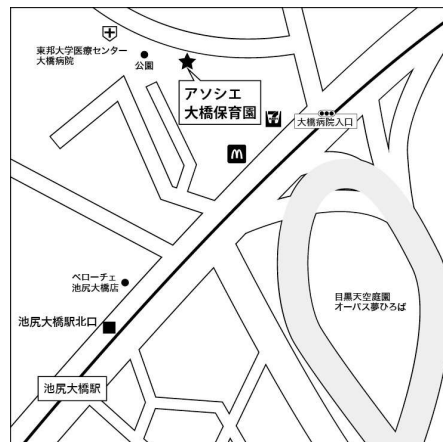 東邦大学医療センター
大橋病院
公園
アソシエ
大橋保育園
大橋病院入口
ベローチェ
池尻大橋店
目黒天空庭園
オーパス夢ひろば
池尻大橋駅北口
池尻大橋駅